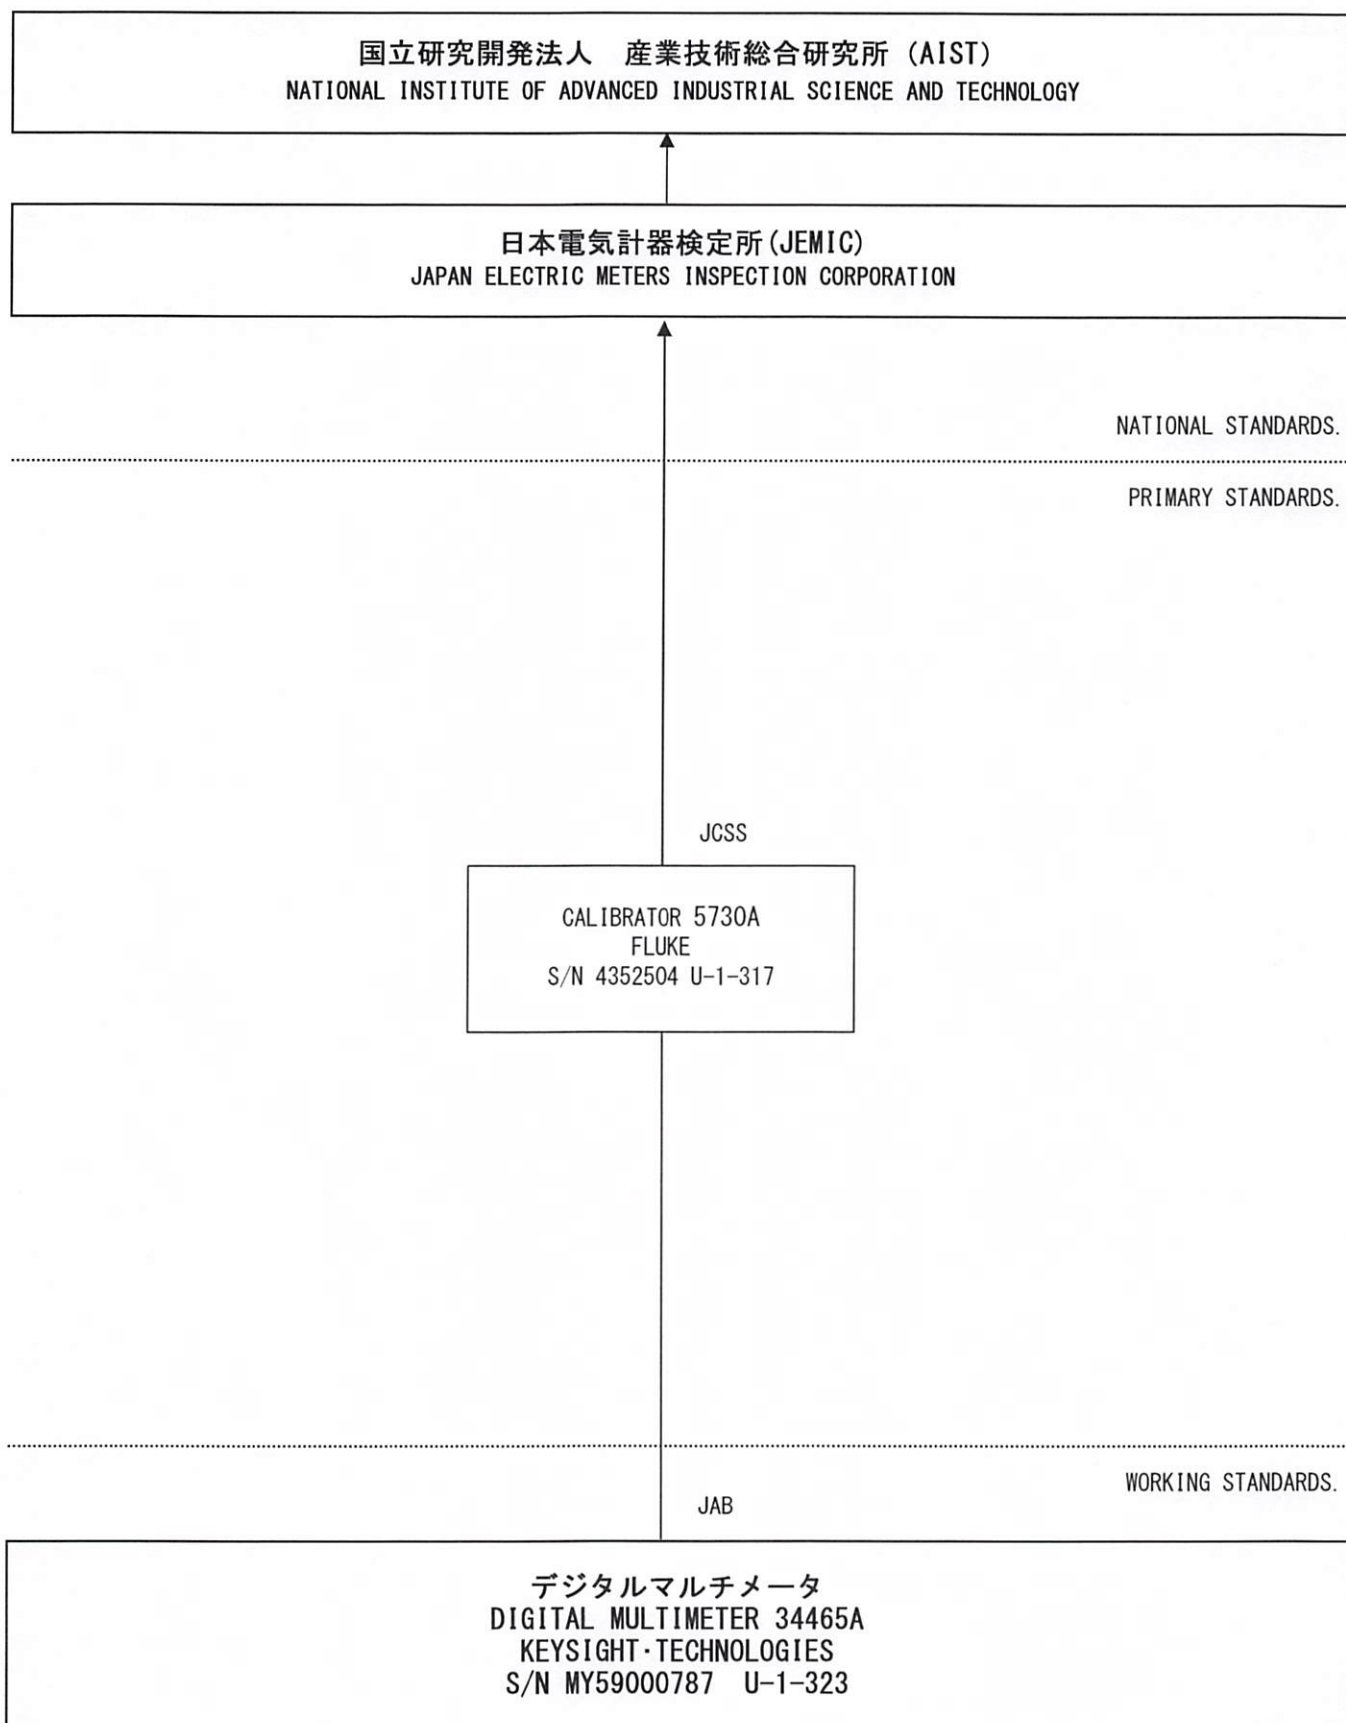 国立研究開発法人　産業技術総合研究所 (AIST)
NATIONAL INSTITUTE OF ADVANCED INDUSTRIAL SCIENCE AND TECHNOLOGY
日本電気計器検定所(JEMIC)
JAPAN ELECTRIC METERS INSPECTION CORPORATION
NATIONAL STANDARDS.
PRIMARY STANDARDS.
JCSS
CALIBRATOR 5730A
FLUKE
S/N 4352504 U-1-317
WORKING STANDARDS.
JAB
デジタルマルチメータ
DIGITAL MULTIMETER 34465A
KEYSIGHT・TECHNOLOGIES
S/N MY59000787 U-1-323